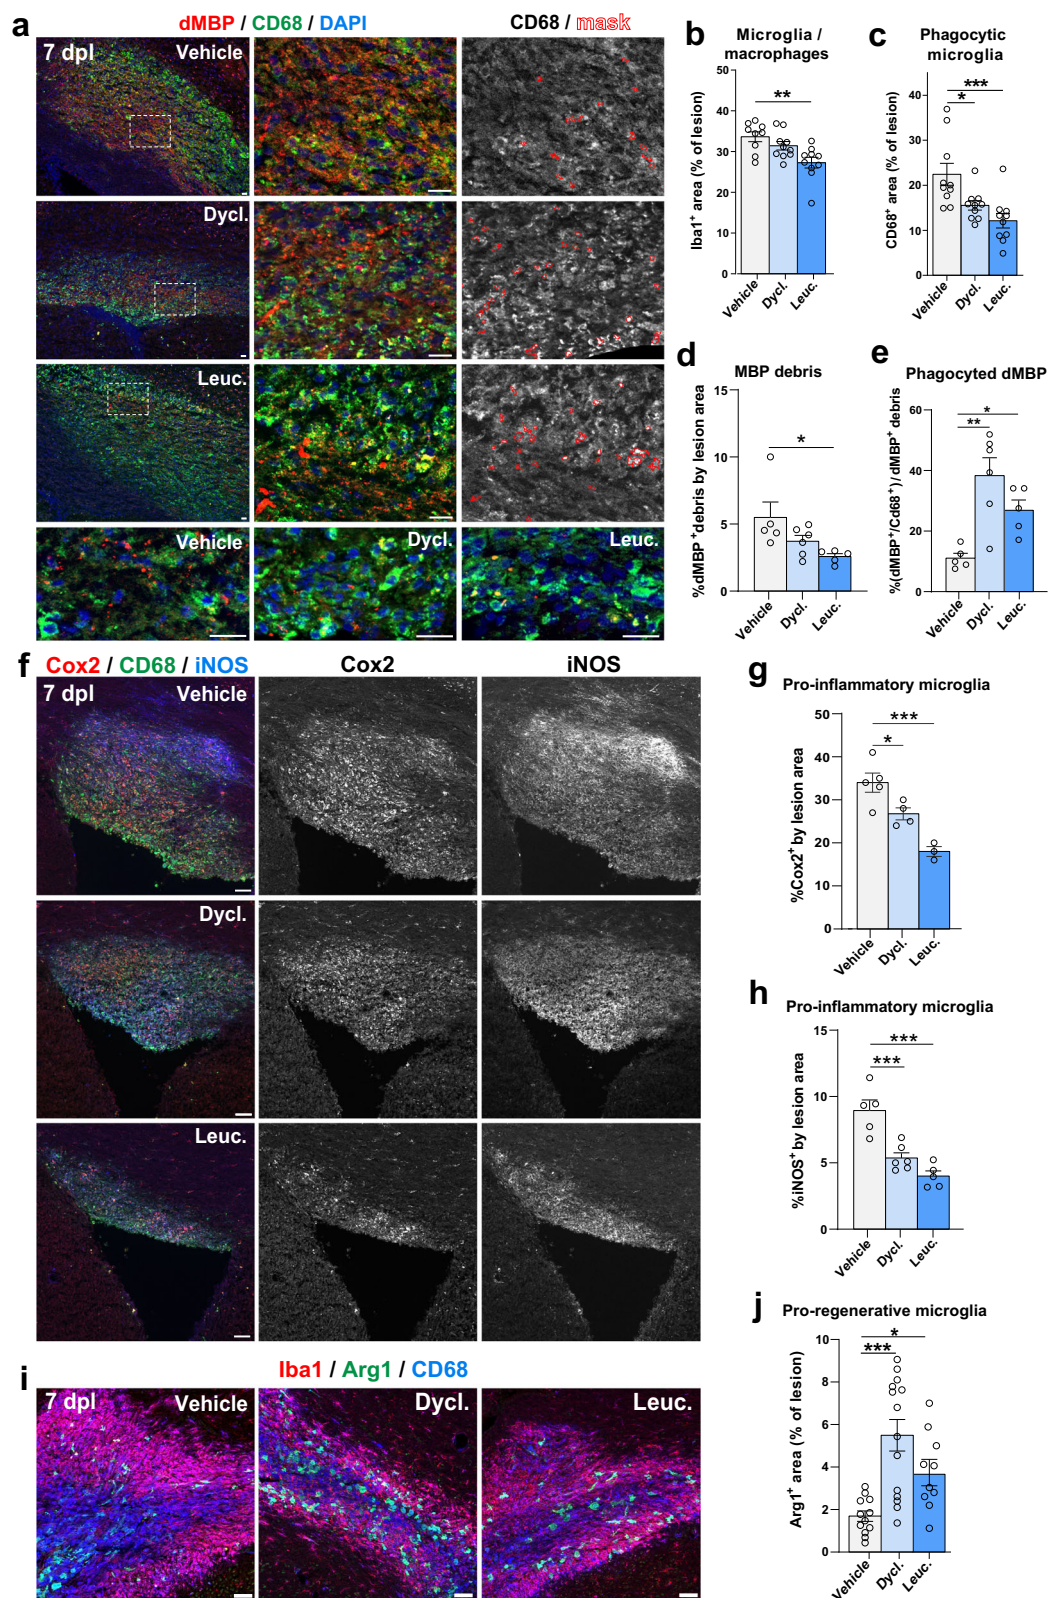 a
dMBP / CD68 / DAPI
CD68 / mask
7 dpl
Vehicle
Dycl.
Leuc.
Vehicle
Dycl.
Leuc.
b
Microglia /
macrophages
Iba1+ area (% of lesion)
50
40
30
20
10
0
**
Vehicle
Dycl.
Leuc.
c
Phagocytic
microglia
CD68+ area (% of lesion)
40
30
20
10
0
***
*
Vehicle
Dycl.
Leuc.
d
MBP debris
%dMBP+debris by lesion area
15
10
5
0
*
Vehicle
Dycl.
Leuc.
e
Phagocyted dMBP
%(dMBP+/Cd68+)/dMBP+ debris
60
40
20
0
*
**
Vehicle
Dycl.
Leuc.
f
Cox2 / CD68 / iNOS
Cox2
iNOS
7 dpl
Vehicle
Dycl.
Leuc.
g
Pro-inflammatory microglia
%Cox2+ by lesion area
50
40
30
20
10
0
***
*
Vehicle
Dycl.
Leuc.
h
Pro-inflammatory microglia
%iNOS+ by lesion area
15
10
5
0
***
***
Vehicle
Dycl.
Leuc.
i
Iba1 / Arg1 / CD68
7 dpl
Vehicle
Dycl.
Leuc.
j
Pro-regenerative microglia
Arg1+ area (% of lesion)
10
8
6
4
2
0
*
***
Vehicle
Dycl.
Leuc.